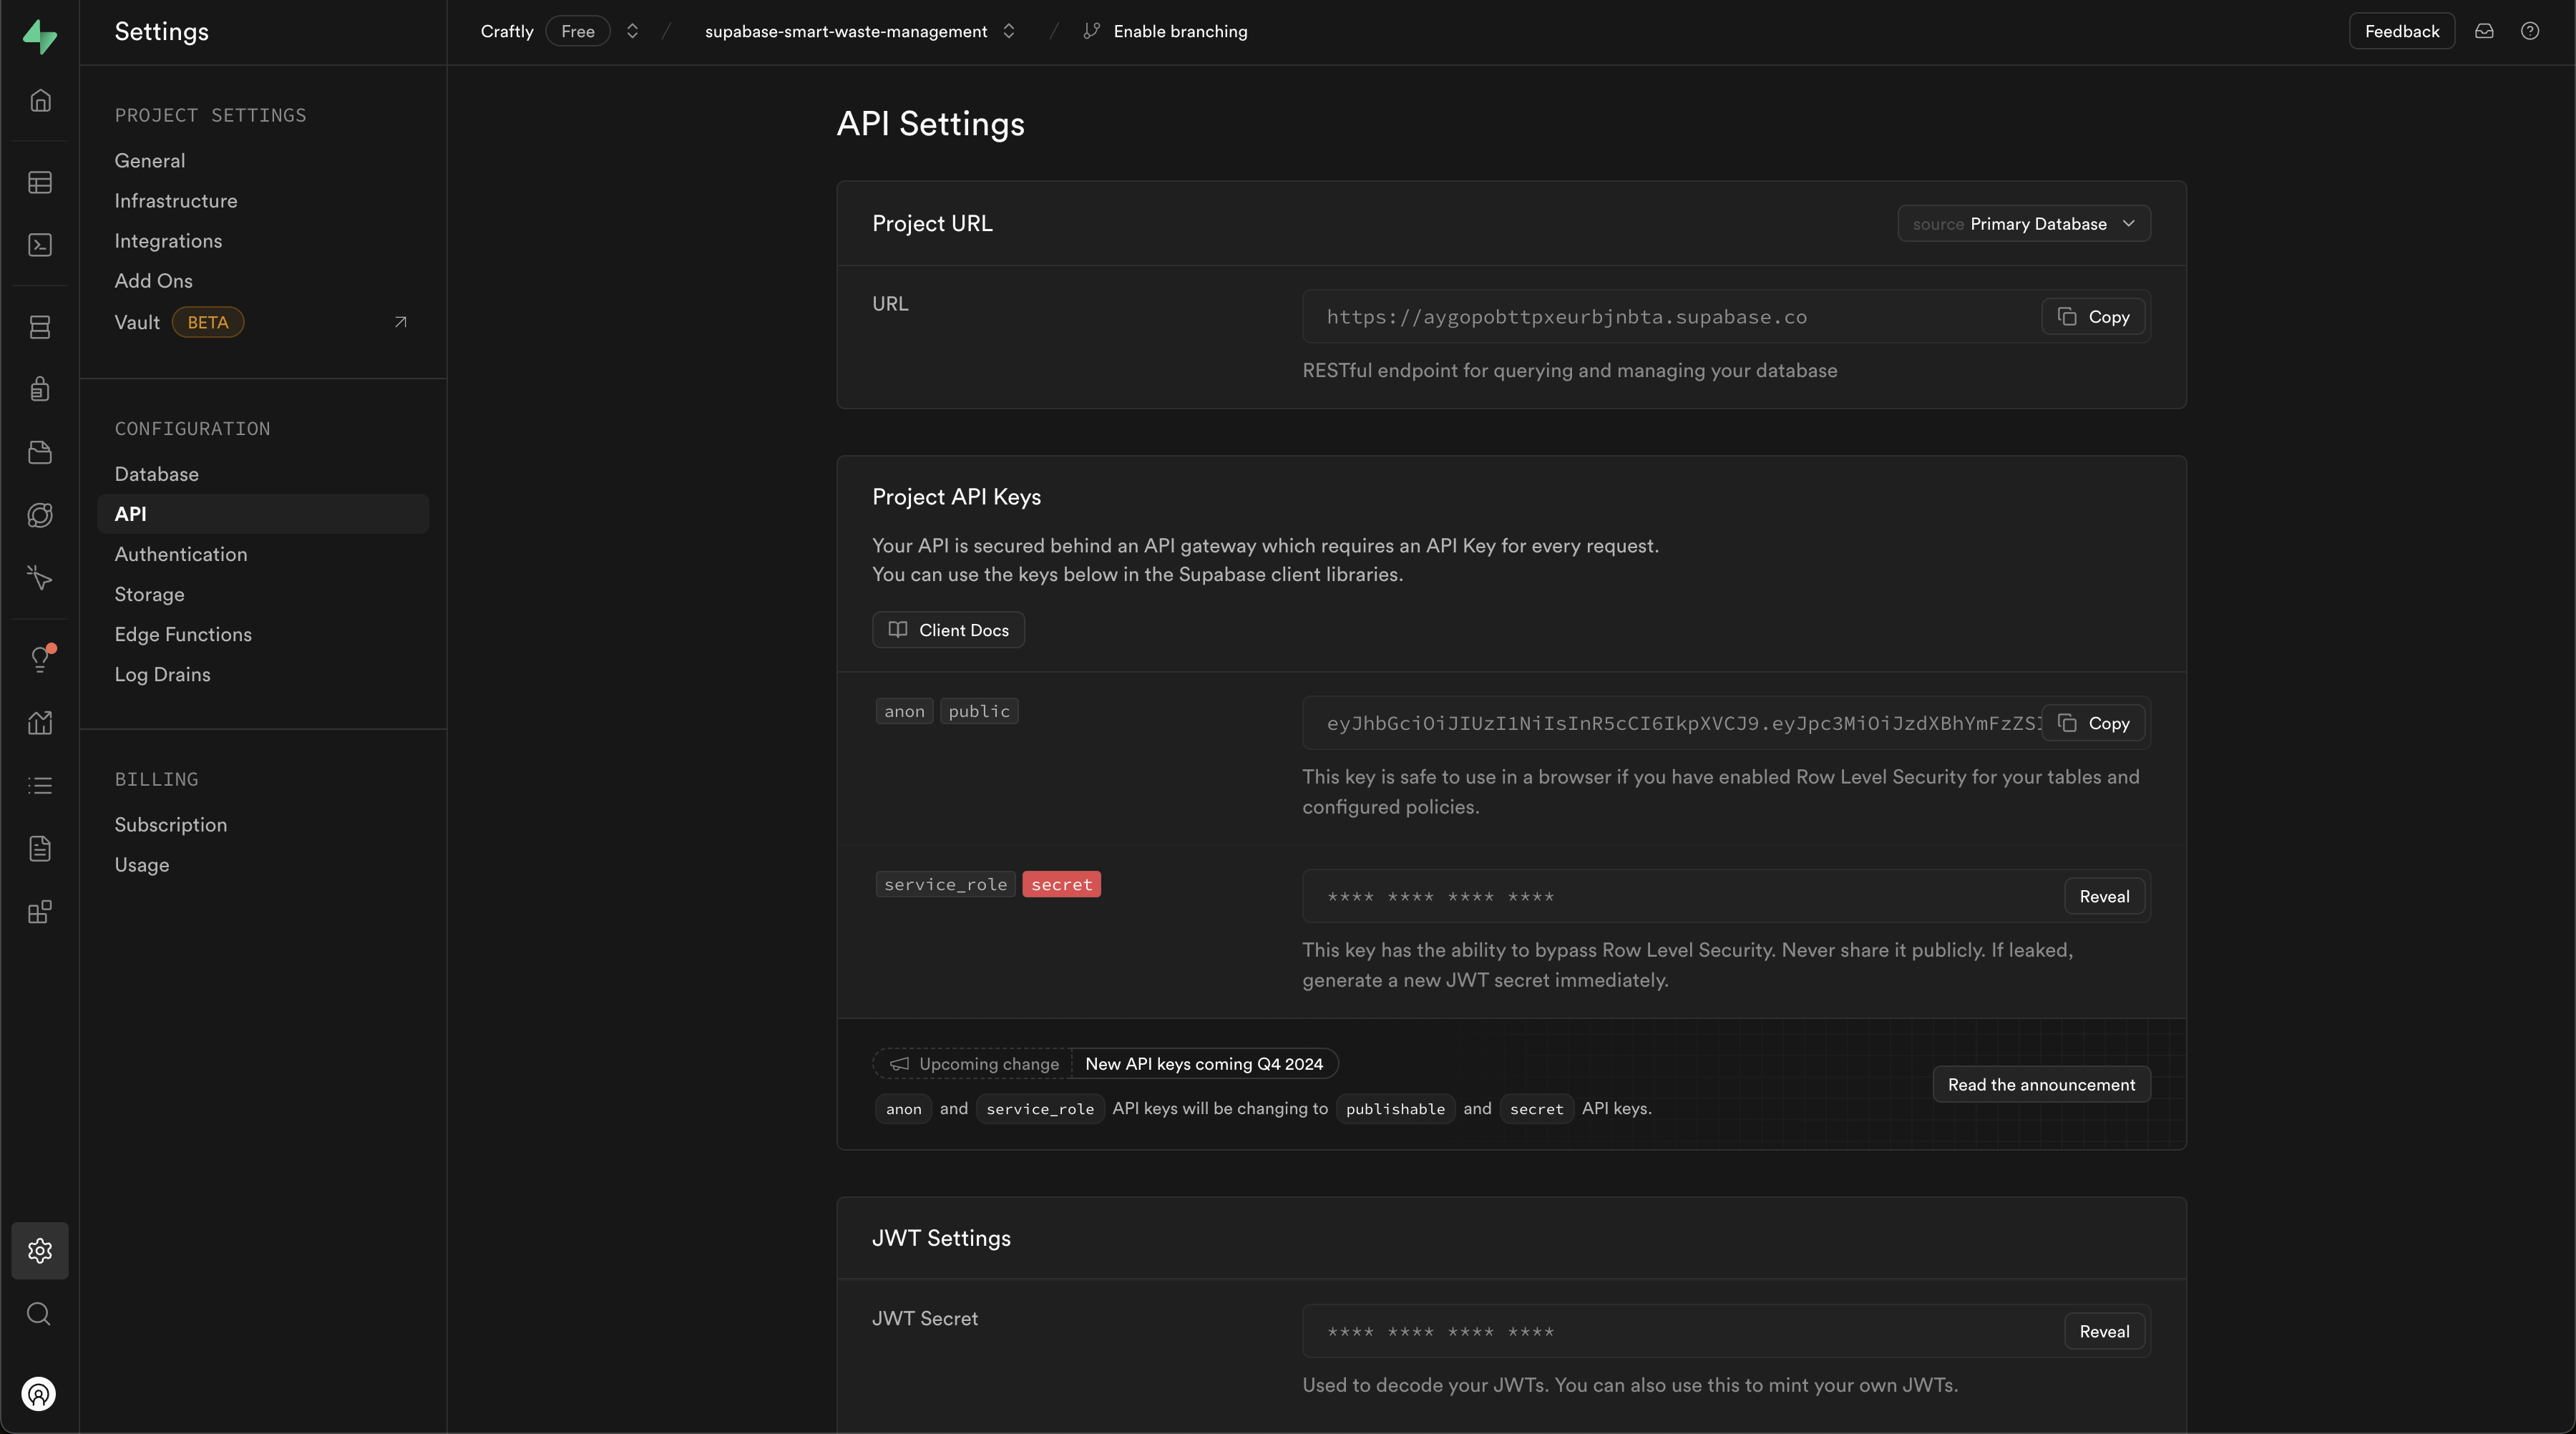 Settings
Craftly Free / supabase-smart-waste-management / Enable branching
Feedback
PROJECT SETTINGS
General
Infrastructure
Integrations
Add Ons
Vault BETA
CONFIGURATION
Database
API
Authentication
Storage
Edge Functions
Log Drains
BILLING
Subscription
Usage
API Settings
Project URL
source Primary Database
URL
https://aygopobttpxeurbjnbta.supabase.co
Copy
RESTful endpoint for querying and managing your database
Project API Keys
Your API is secured behind an API gateway which requires an API Key for every request.
You can use the keys below in the Supabase client libraries.
Client Docs
anon public
eyJhbGciOiJIUzI1NiIsInR5cCI6IkpXVCJ9.eyJpc3MiOiJzdXBhYmFzZSI
Copy
This key is safe to use in a browser if you have enabled Row Level Security for your tables and
configured policies.
service_role secret
**** **** **** ****
Reveal
This key has the ability to bypass Row Level Security. Never share it publicly. If leaked,
generate a new JWT secret immediately.
Upcoming change New API keys coming Q4 2024
anon and service_role API keys will be changing to publishable and secret API keys.
Read the announcement
JWT Settings
JWT Secret
**** **** **** ****
Reveal
Used to decode your JWTs. You can also use this to mint your own JWTs.